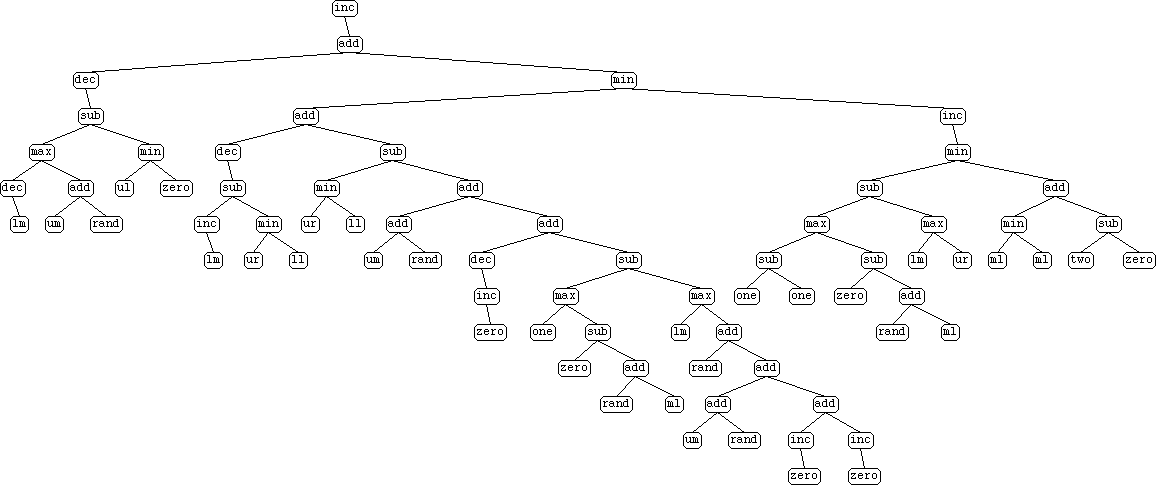 inc
add
dec min
sub add inc
max min dec sub min
dec add ul zero sub min add sub add
lm um rand inc min ur ll add add max max min sub
lm ur ll um rand dec sub sub sub lm ur ml ml two zero
inc max max one one zero add
zero one sub lm add rand ml
zero add rand add
rand ml add add
um rand inc inc
zero zero